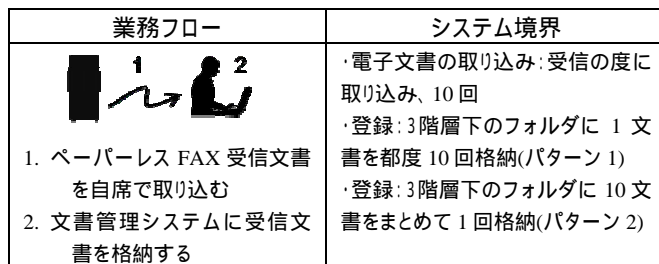 業務フロー
システム境界
1 2
1. ペーパーレス FAX 受信文書
を自席で取り込む
2. 文書管理システムに受信文
書を格納する
・電子文書の取り込み:受信の度に
取り込み、10 回
・登録:3階層下のフォルダに 1 文
書を都度 10 回格納(パターン 1)
・登録:3階層下のフォルダに 10 文
書をまとめて 1 回格納(パターン 2)